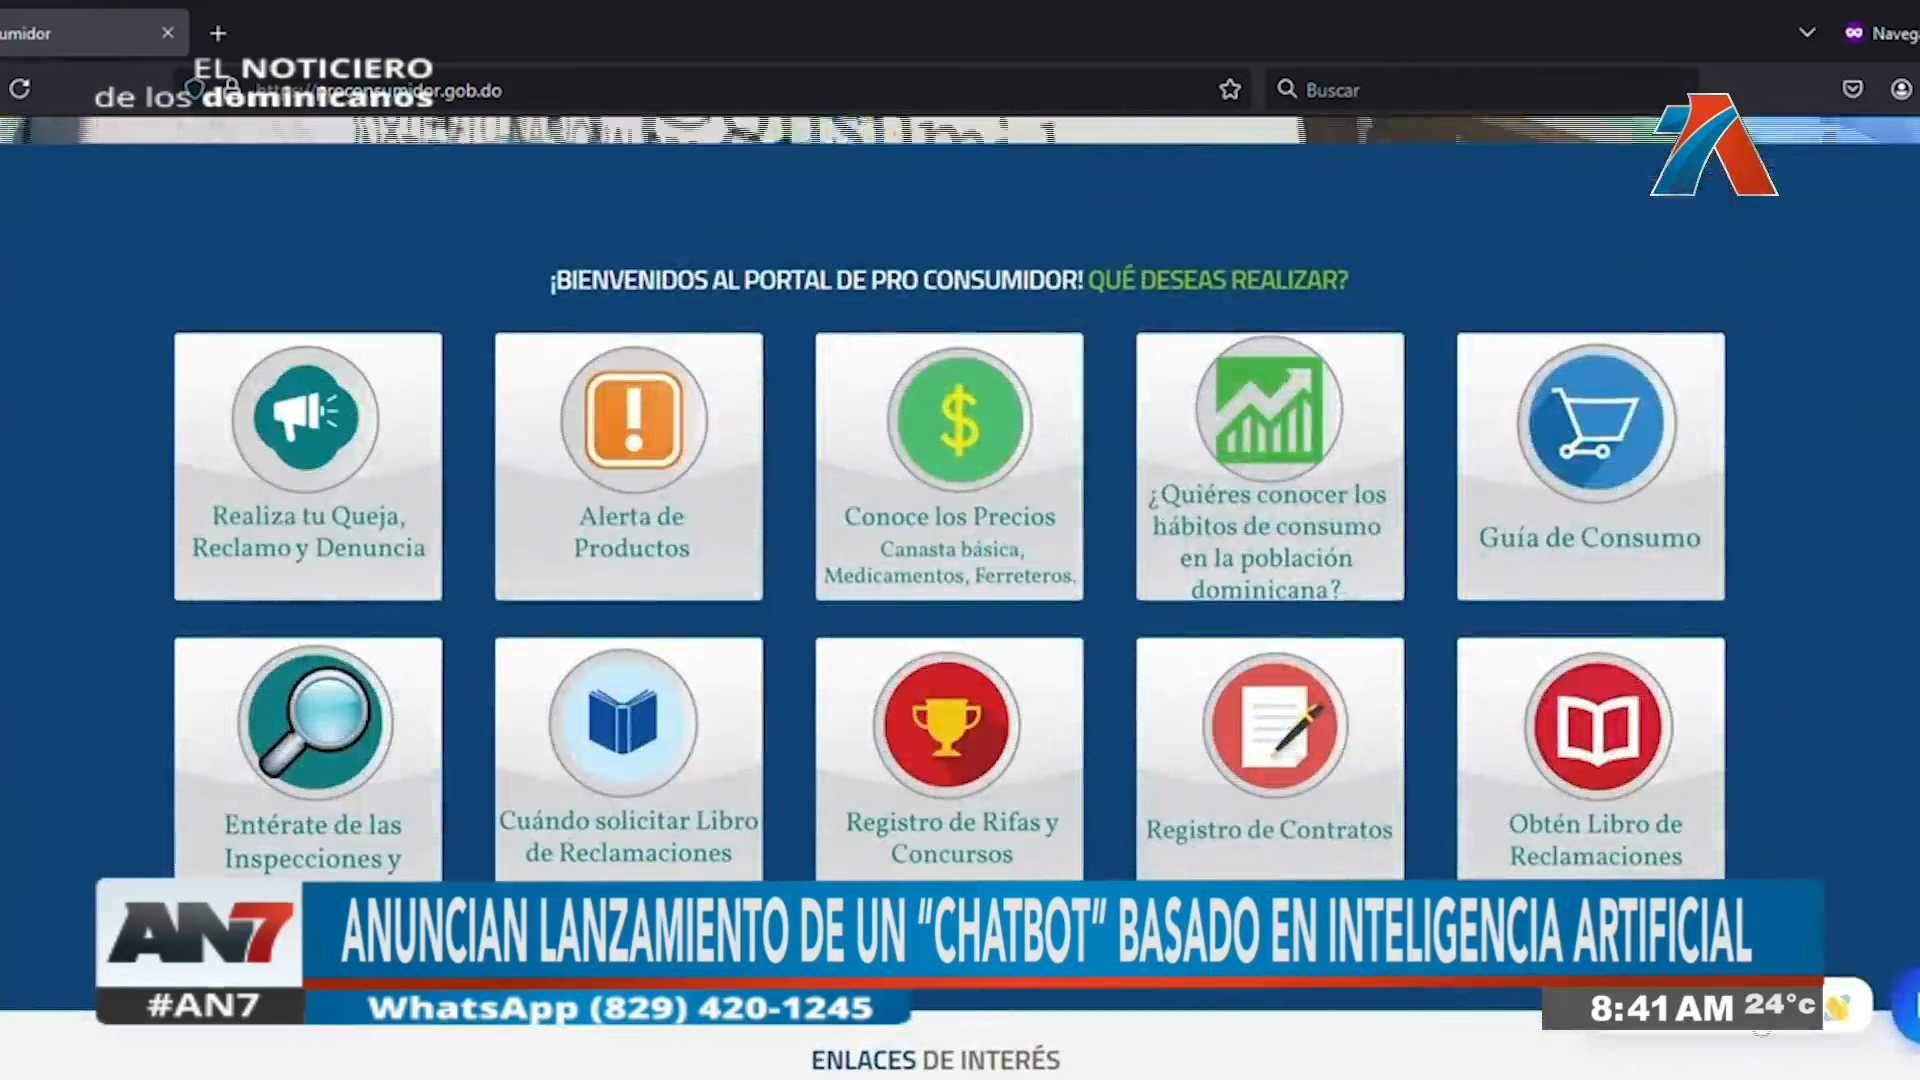 umidor
Naveg
EL NOTICIERO
de los dominicanos
https://proconsumidor.gob.do
Buscar
¡BIENVENIDOS AL PORTAL DE PRO CONSUMIDOR! QUÉ DESEAS REALIZAR?
Realiza tu Queja,
Reclamo y Denuncia
Alerta de
Productos
Conoce los Precios
Canasta básica,
Medicamentos, Ferreteros.
¿Quiéres conocer los
hábitos de consumo
en la población
dominicana?
Guía de Consumo
Entérate de las
Inspecciones y
Cuándo solicitar Libro
de Reclamaciones
Registro de Rifas y
Concursos
Registro de Contratos
Obtén Libro de
Reclamaciones
AN7
ANUNCIAN LANZAMIENTO DE UN “CHATBOT” BASADO EN INTELIGENCIA ARTIFICIAL
#AN7
WhatsApp (829) 420-1245
8:41 AM 24°c
ENLACES DE INTERÉS